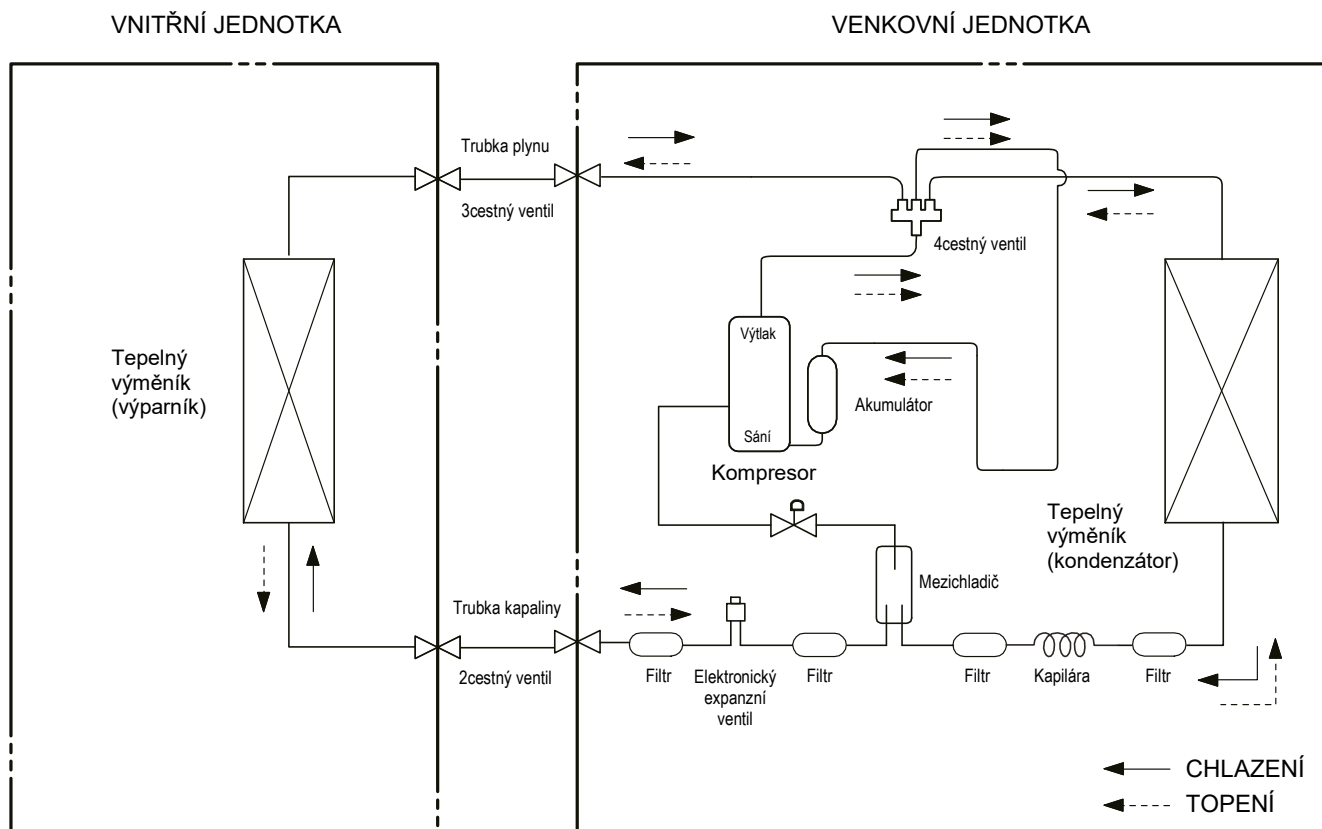 VNITŘNÍ JEDNOTKA
VENKOVNÍ JEDNOTKA
Trubka plynu
3cestný ventil
4cestný ventil
Výtlak
Tepelný
výměník
(výparník)
Akumulátor
Sání
Kompresor
Tepelný
výměník
(kondenzátor)
Mezichladič
Trubka kapaliny
2cestný ventil
Filtr
Elektronický
expanzní
ventil
Filtr
Filtr
Kapilára
Filtr
CHLAZENÍ
TOPENÍ